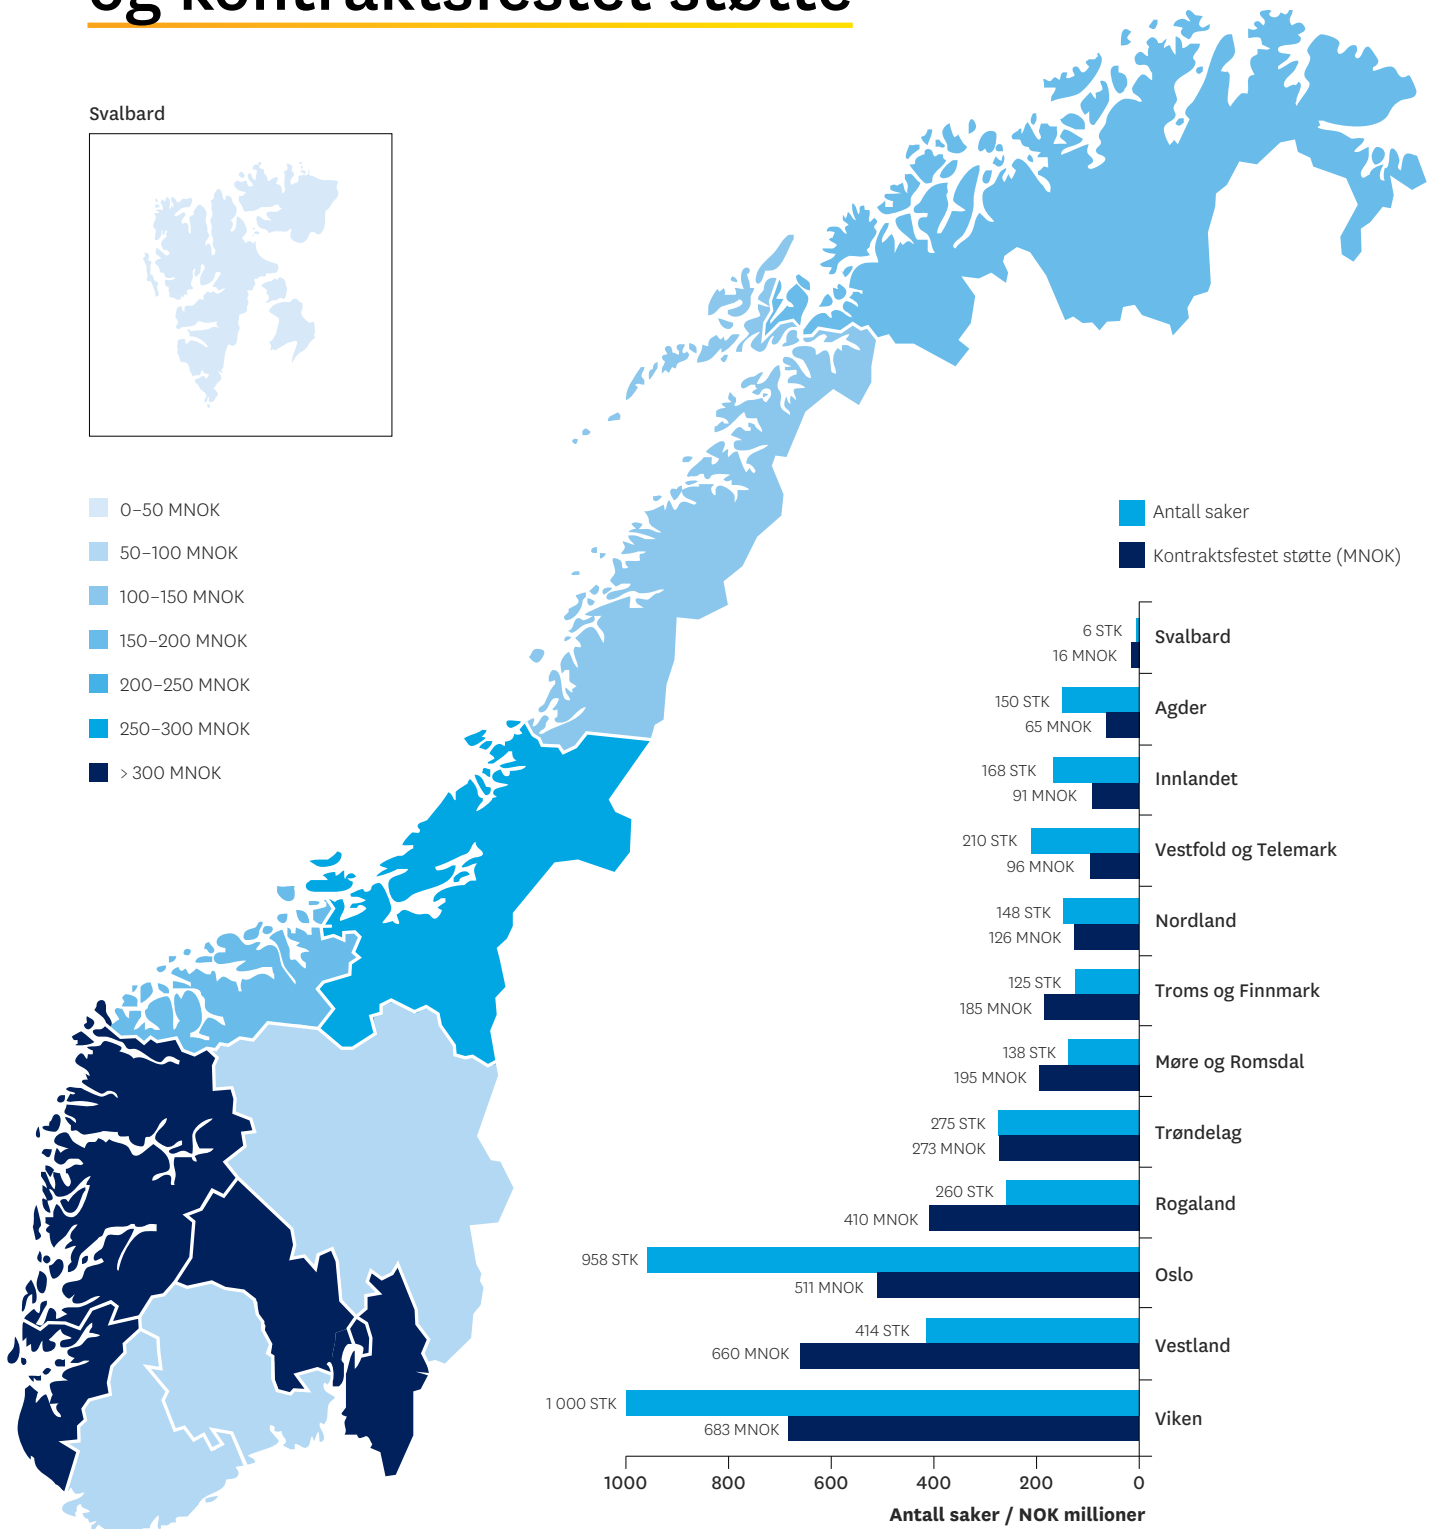 og kontraktsfestet støtte
Svalbard
0–50 MNOK
50–100 MNOK
100–150 MNOK
150–200 MNOK
200–250 MNOK
250–300 MNOK
> 300 MNOK
Antall saker
Kontraktsfestet støtte (MNOK)
6 STK
16 MNOK
Svalbard
150 STK
65 MNOK
Agder
168 STK
91 MNOK
Innlandet
210 STK
96 MNOK
Vestfold og Telemark
148 STK
126 MNOK
Nordland
125 STK
185 MNOK
Troms og Finnmark
138 STK
195 MNOK
Møre og Romsdal
275 STK
273 MNOK
Trøndelag
260 STK
410 MNOK
Rogaland
958 STK
511 MNOK
Oslo
414 STK
660 MNOK
Vestland
1 000 STK
683 MNOK
Viken
1000 800 600 400 200 0
Antall saker / NOK millioner